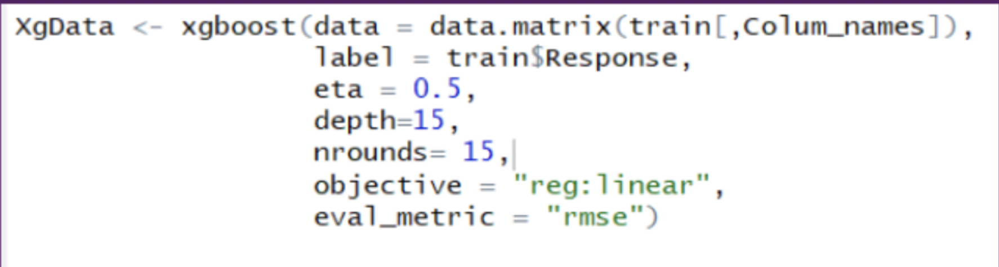 XgData <- xgboost(data = data.matrix(train[,Colum_names]),
label = train$Response,
eta = 0.5,
depth=15,
nrounds= 15,
objective = "reg:linear",
eval_metric = "rmse")